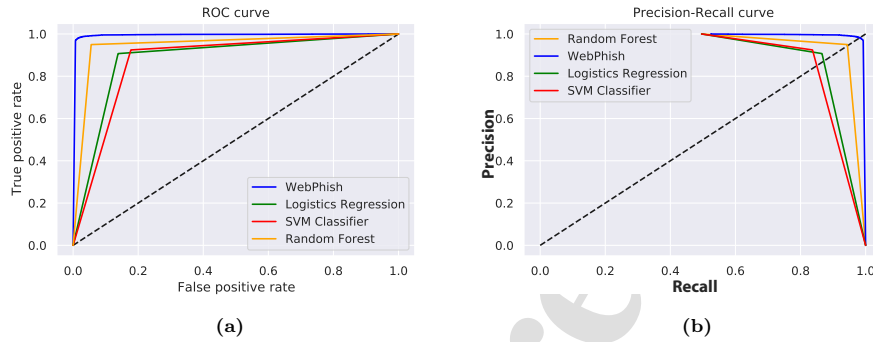 ROC curve
True positive rate
1.0
0.8
0.6
0.4
0.2
0.0
WebPhish
Logistics Regression
SVM Classifier
Random Forest
0.0 0.2 0.4 0.6 0.8 1.0
False positive rate
(a)
Precision-Recall curve
Precision
1.0
0.8
0.6
0.4
0.2
0.0
Random Forest
WebPhish
Logistics Regression
SVM Classifier
0.0 0.2 0.4 0.6 0.8 1.0
Recall
(b)